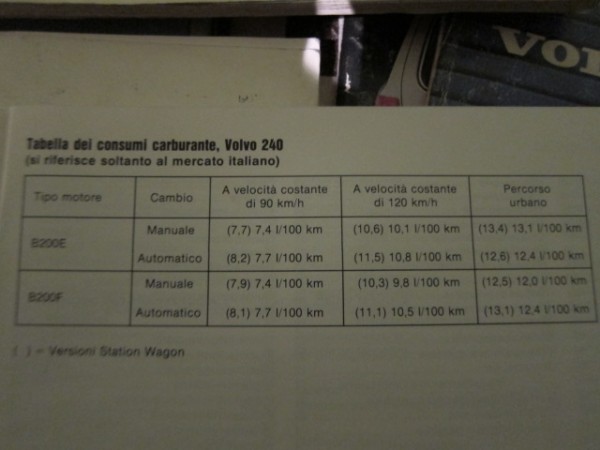 VOL
Tabella dei consumi carburante, Volvo 240
(si riferisce soltanto al mercato italiano)
Tipo motore Cambio A velocità costante di 90 km/h A velocità costante di 120 km/h Percorso urbano
B200E Manuale (7,7) 7,4 l/100 km (10,6) 10,1 l/100 km (13,4) 13,1 l/100 km
Automatico (8,2) 7,7 l/100 km (11,5) 10,8 l/100 km (12,6) 12,4 l/100 km
B200F Manuale (7,9) 7,4 l/100 km (10,3) 9,8 l/100 km (12,5) 12,0 l/100 km
Automatico (8,1) 7,7 l/100 km (11,1) 10,5 l/100 km (13,1) 12,4 l/100 km
( ) = Versioni Station Wagon